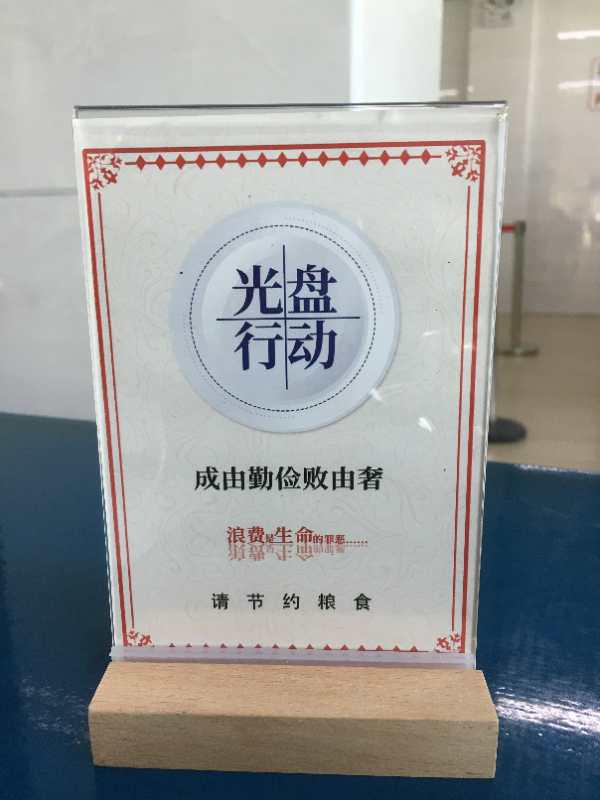 光盘
行动
成由勤俭败由奢
浪费是生命的罪恶......
请节约粮食